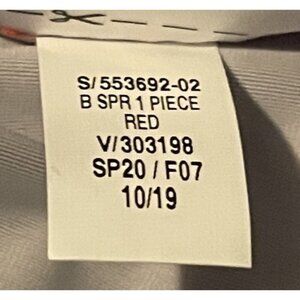 S/553692-02
B SPR 1 PIECE
RED
V/303198
SP20 / F07
10/19